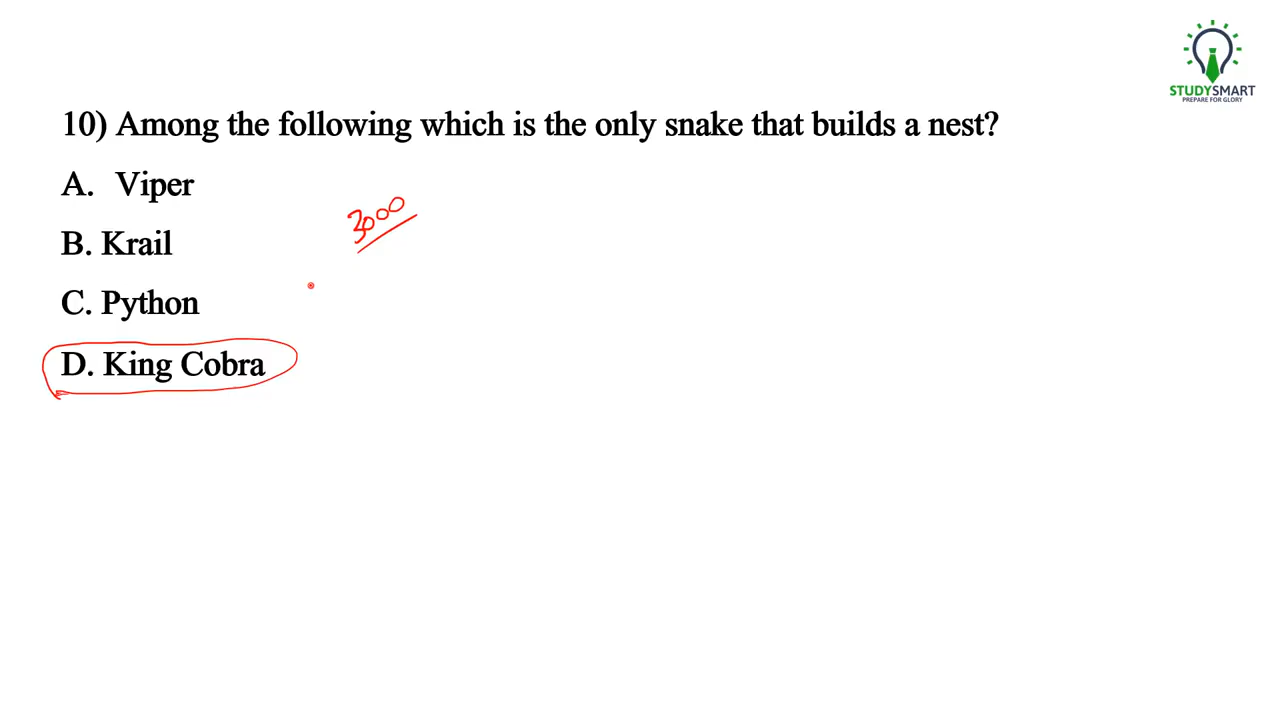 STUDYSMART
PREPARE FOR GLORY
10) Among the following which is the only snake that builds a nest?
A. Viper
3000
B. Krail
C. Python
D. King Cobra